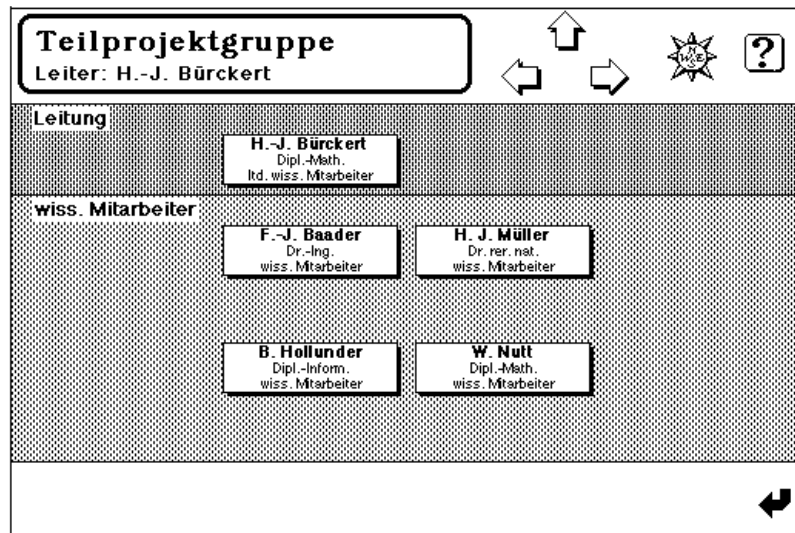 Teilprojektgruppe
Leiter: H.-J. Bürckert
?
N
W E
S
Leitung
H.-J. Bürckert
Dipl.-Math.
ltd. wiss. Mitarbeiter
wiss. Mitarbeiter
F.-J. Baader
Dr.-Ing.
wiss. Mitarbeiter
H. J. Müller
Dr. rer. nat.
wiss. Mitarbeiter
B. Hollunder
Dipl.-Inform.
wiss. Mitarbeiter
W. Nutt
Dipl.-Math.
wiss. Mitarbeiter